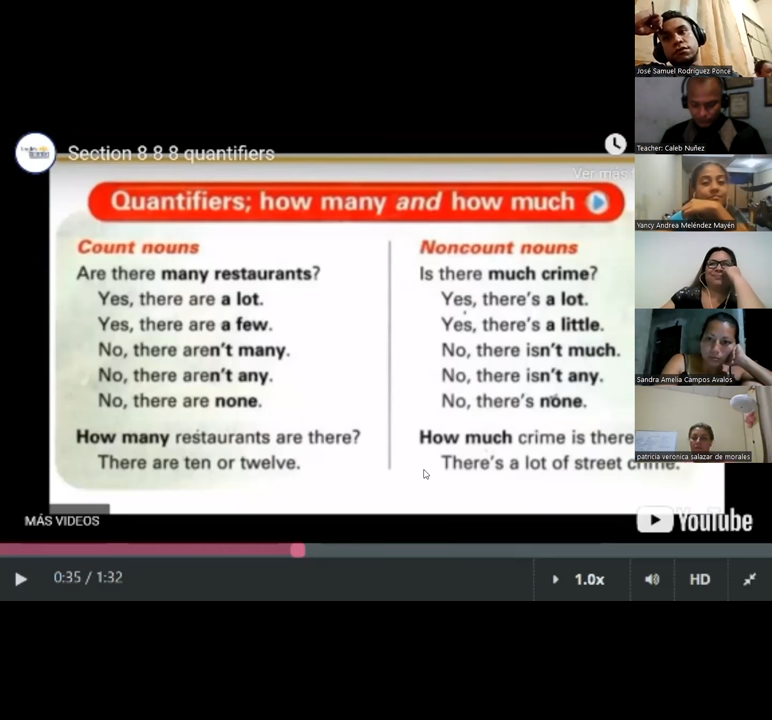 Section 8 8 8 quantifiers
Ver más
Quantifiers; how many and how much
Count nouns
Are there many restaurants?
Yes, there are a lot.
Yes, there are a few.
No, there aren't many.
No, there aren't any.
No, there are none.
How many restaurants are there?
There are ten or twelve.
Noncount nouns
Is there much crime?
Yes, there's a lot.
Yes, there's a little.
No, there isn't much.
No, there isn't any.
No, there's none.
How much crime is there
There's a lot of street crime.
MÁS VIDEOS
YouTube
0:35 / 1:32
1.0x
HD
José Samuel Rodríguez Ponce
Teacher: Caleb Nuñez
Yancy Andrea Meléndez Mayén
Sandra Amelia Campos Avalos
patricia veronica salazar de morales